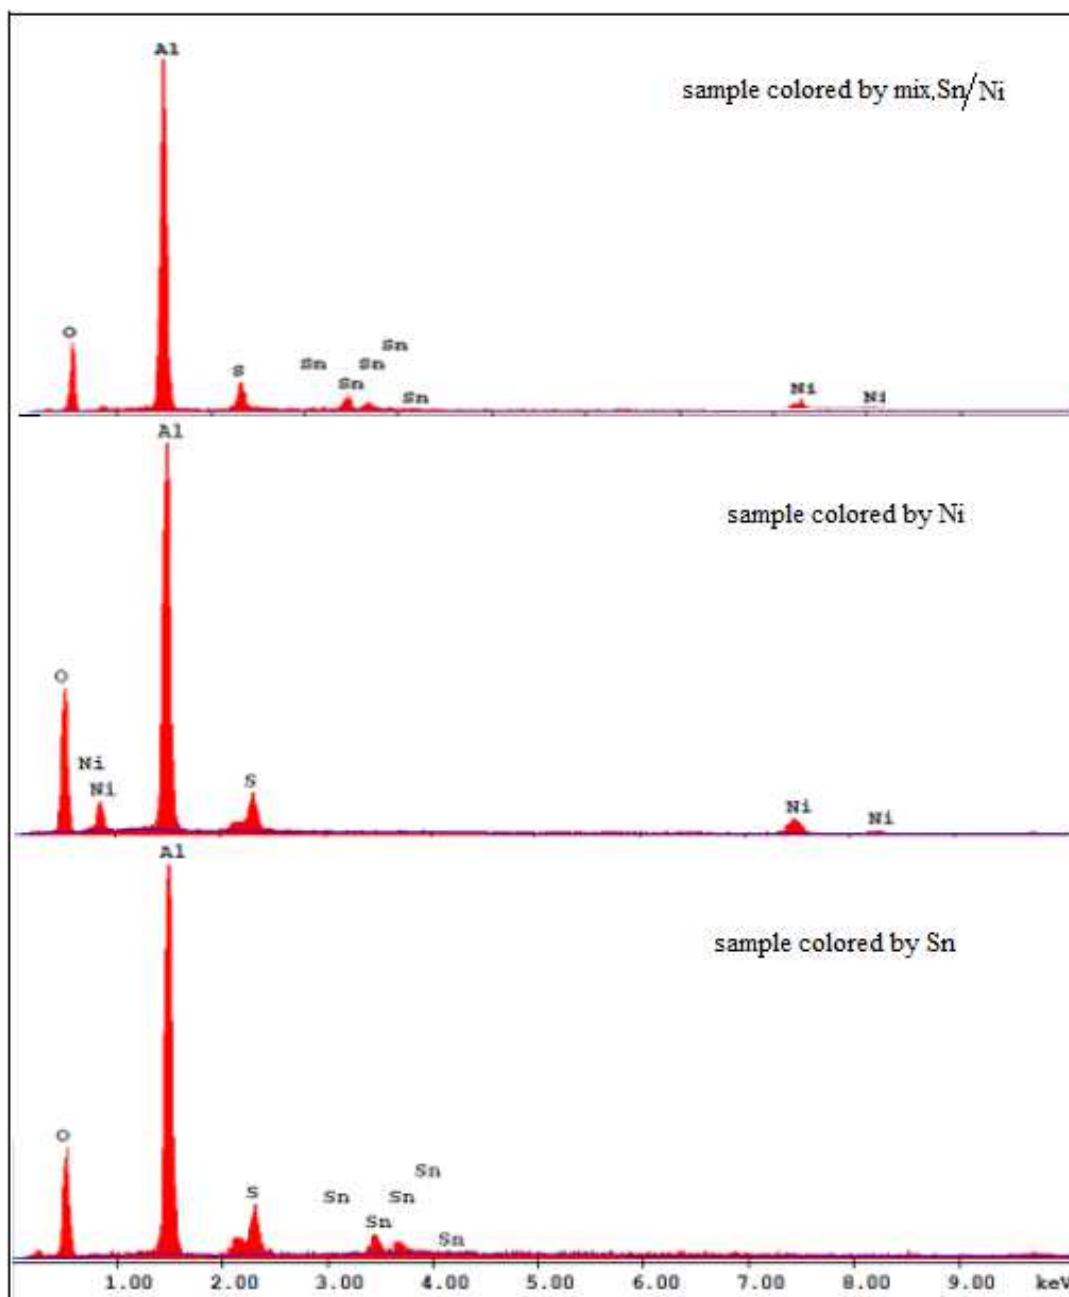 Al
sample colored by mix,Sn/Ni
O
Sn
S
Sn
Sn
Sn
Sn
Ni
Ni
Al
sample colored by Ni
O
Ni
Ni
S
Ni
Ni
Al
sample colored by Sn
O
Sn
S
Sn
Sn
Sn
Sn
1.00 2.00 3.00 4.00 5.00 6.00 7.00 8.00 9.00 keV